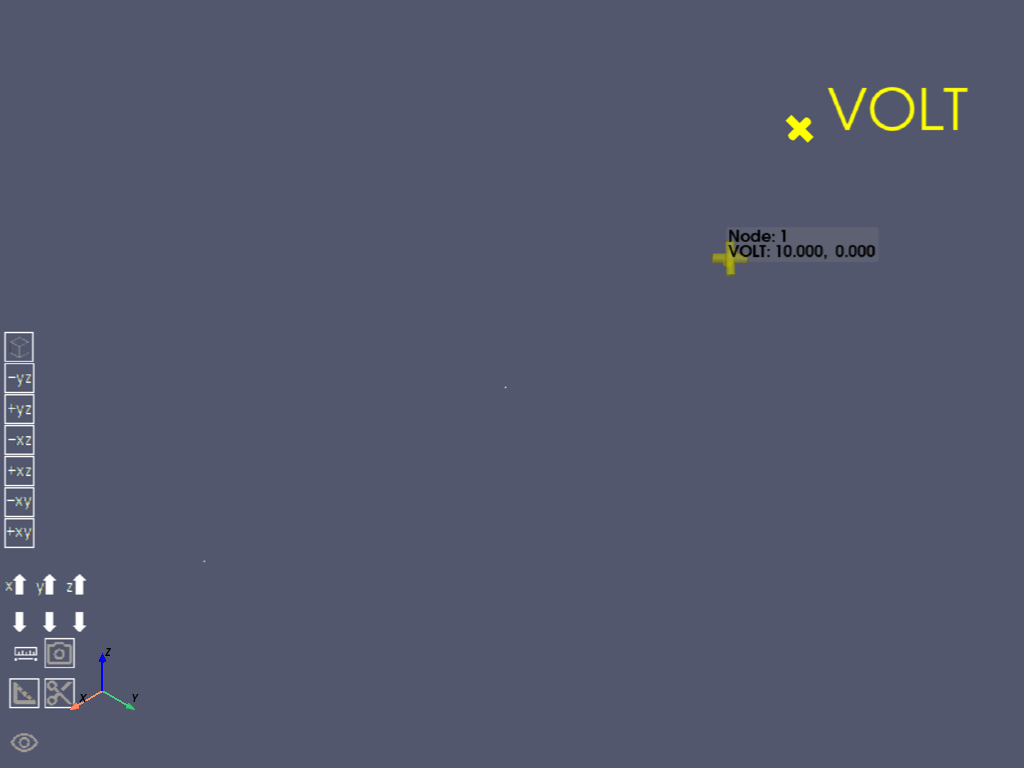 VOLT
Node: 1
VOLT: 10.000, 0.000
-yz
+yz
-xz
+xz
-xy
+xy
x y z
Z
X Y